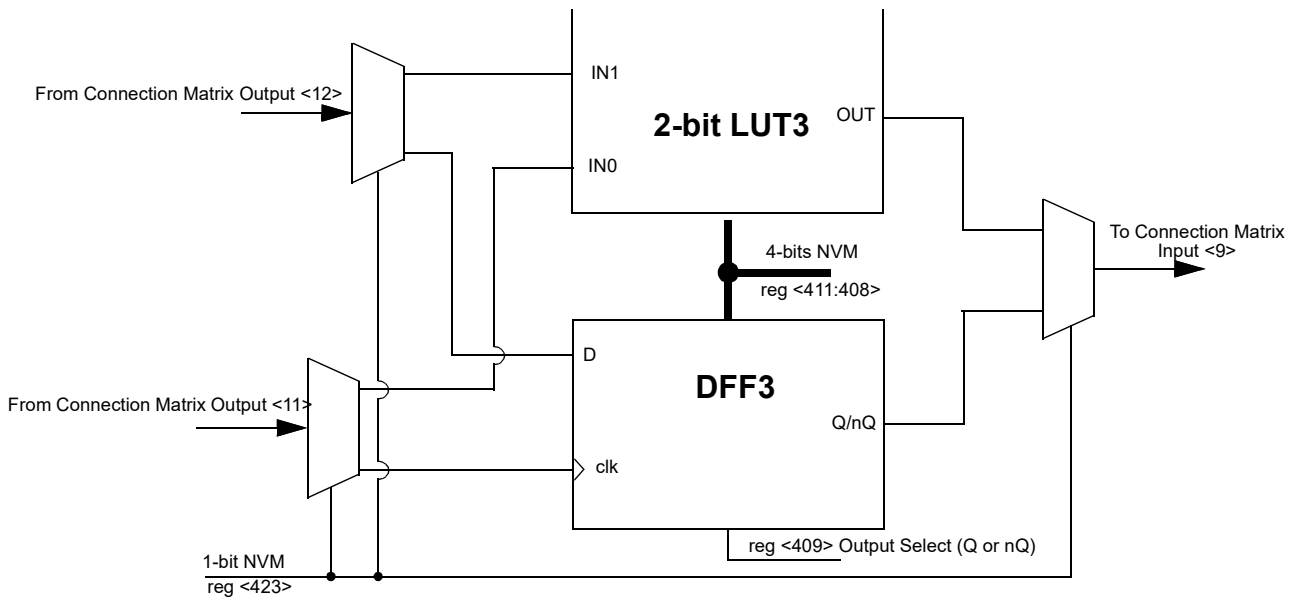 From Connection Matrix Output <12>
IN1
2-bit LUT3
OUT
IN0
To Connection Matrix
Input <9>
4-bits NVM
reg <411:408>
D
DFF3
From Connection Matrix Output <11>
Q/nQ
clk
reg <409> Output Select (Q or nQ)
1-bit NVM
reg <423>